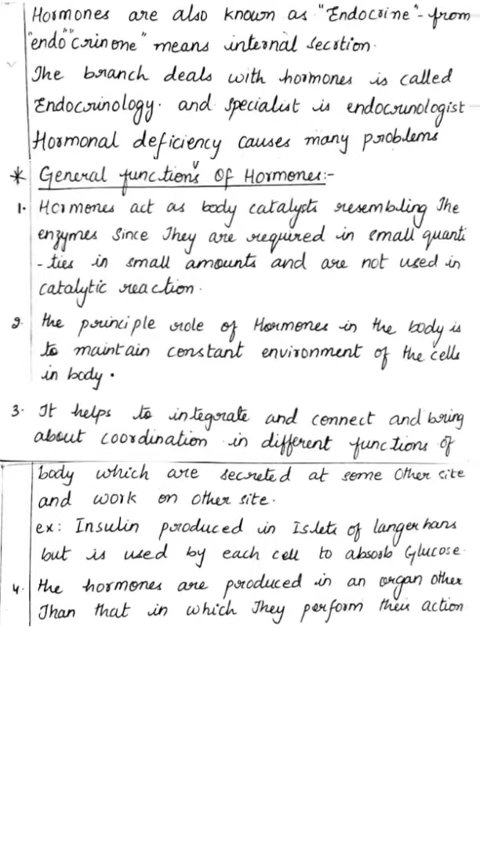 Hormones are also known as "Endocrine"- from
"endo" "crinone" means internal secrtion.
The branch deals with hormones is called
Endocrinology. and specialist is endocrunologist
Hormonal deficiency causes many problems
* General functions Of Hormones:-
1. Hormones act as body catalysts resembling The
enzymes since They are required in small quanti
-ties in small amounts and are not used in
catalytic reaction.
2. the principle role of Hormones in the body is
to maintain constant environment of the cells
in body.
3. It helps to integrate and connect and bring
about coordination in different functions of
body which are secreted at some other site
and work on other site.
ex: Insulin produced in Islets of langerhans
but is used by each cell to absorb Glucose.
4. the hormones are produced in an organ other
Than that in which They perform their action